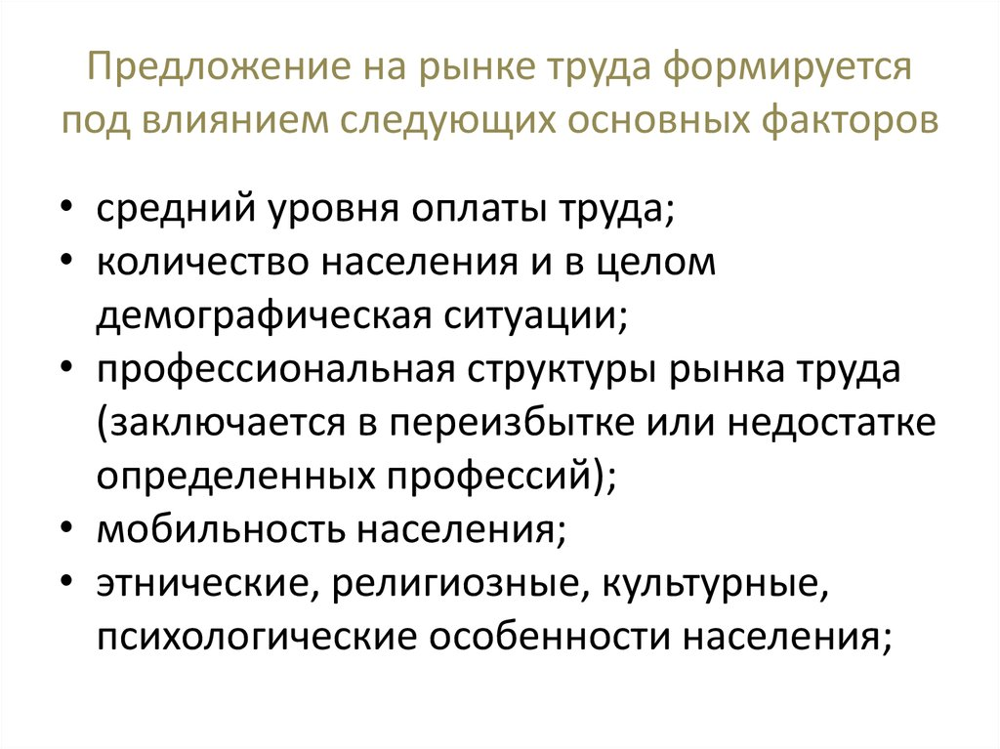 Предложение на рынке труда формируется
под влиянием следующих основных факторов
• средний уровня оплаты труда;
• количество населения и в целом
демографическая ситуации;
• профессиональная структуры рынка труда
(заключается в переизбытке или недостатке
определенных профессий);
• мобильность населения;
• этнические, религиозные, культурные,
психологические особенности населения;